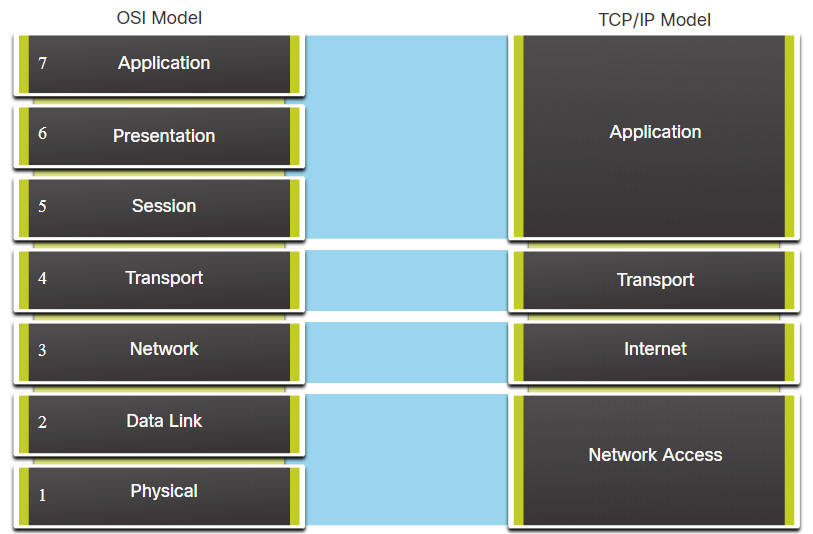 OSI Model
TCP/IP Model
7 Application
6 Presentation
5 Session
4 Transport
3 Network
2 Data Link
1 Physical
Application
Transport
Internet
Network Access